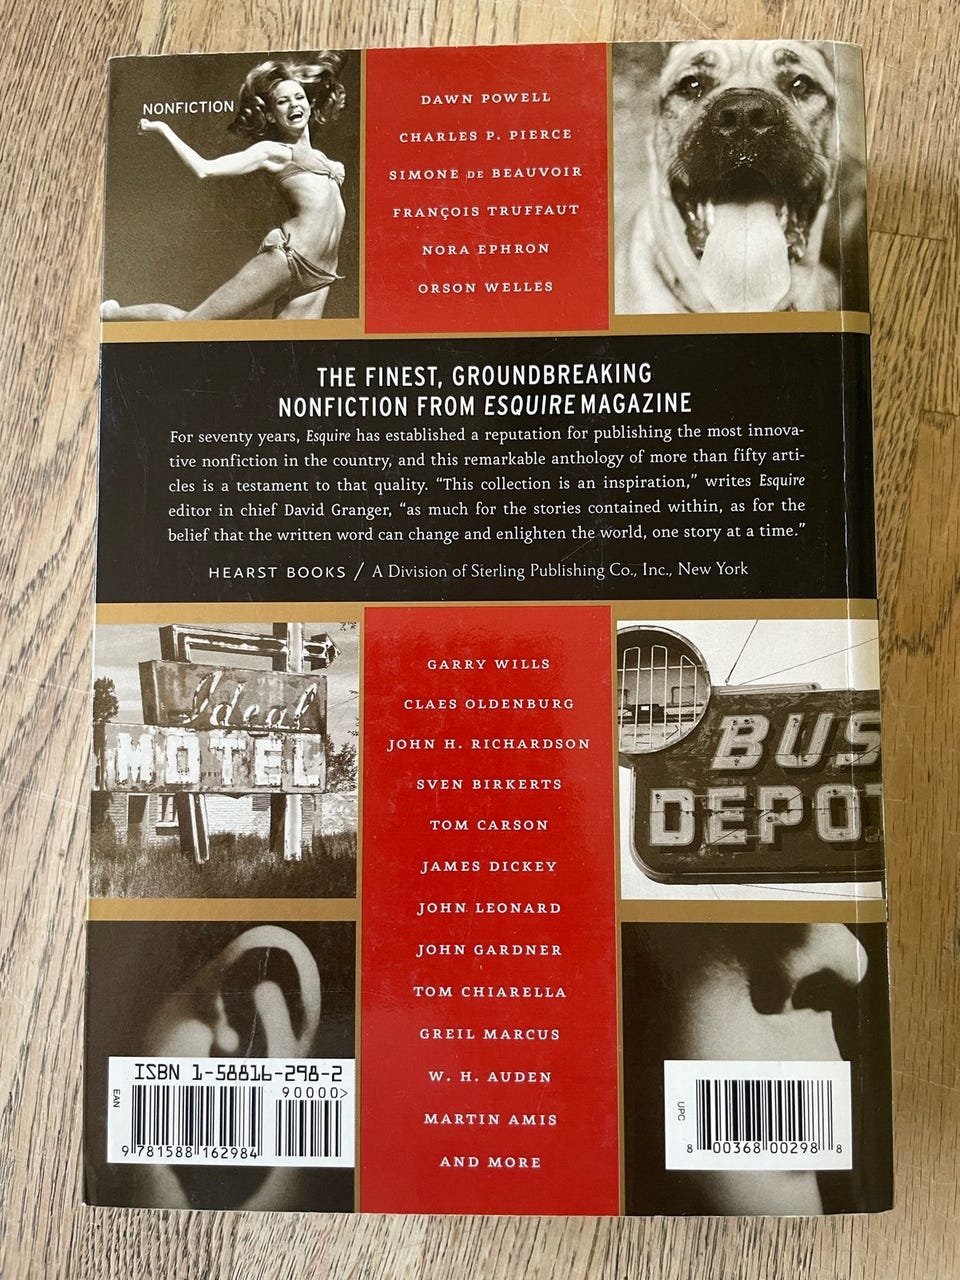 NONFICTION
DAWN POWELL
CHARLES P. PIERCE
SIMONE DE BEAUVOIR
FRANÇOIS TRUFFAUT
NORA EPHRON
ORSON WELLES
THE FINEST, GROUNDBREAKING
NONFICTION FROM ESQUIRE MAGAZINE
For seventy years, Esquire has established a reputation for publishing the most innova-
tive nonfiction in the country, and this remarkable anthology of more than fifty arti-
cles is a testament to that quality. “This collection is an inspiration,” writes Esquire
editor in chief David Granger, “as much for the stories contained within, as for the
belief that the written word can change and enlighten the world, one story at a time.”
HEARST BOOKS / A Division of Sterling Publishing Co., Inc., New York
Ideal
MOTEL
GARRY WILLS
CLAES OLDENBURG
JOHN H. RICHARDSON
SVEN BIRKERTS
TOM CARSON
JAMES DICKEY
JOHN LEONARD
JOHN GARDNER
TOM CHIARELLA
GREIL MARCUS
W. H. AUDEN
MARTIN AMIS
AND MORE
BUS
DEPOT
ISBN 1-58816-298-2
90000>
EAN
9 781588 162984
UPC
8 00368 00298 8